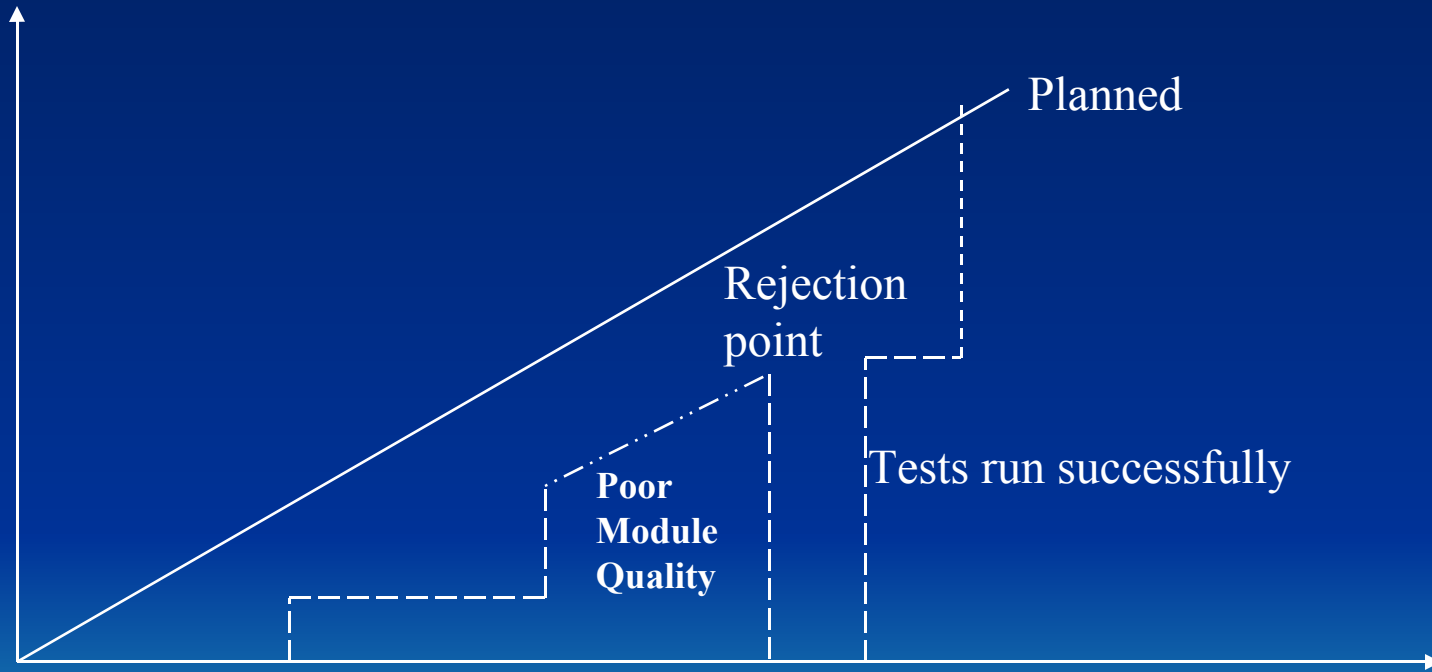 Planned
Rejection
point
Tests run successfully
Poor
Module
Quality